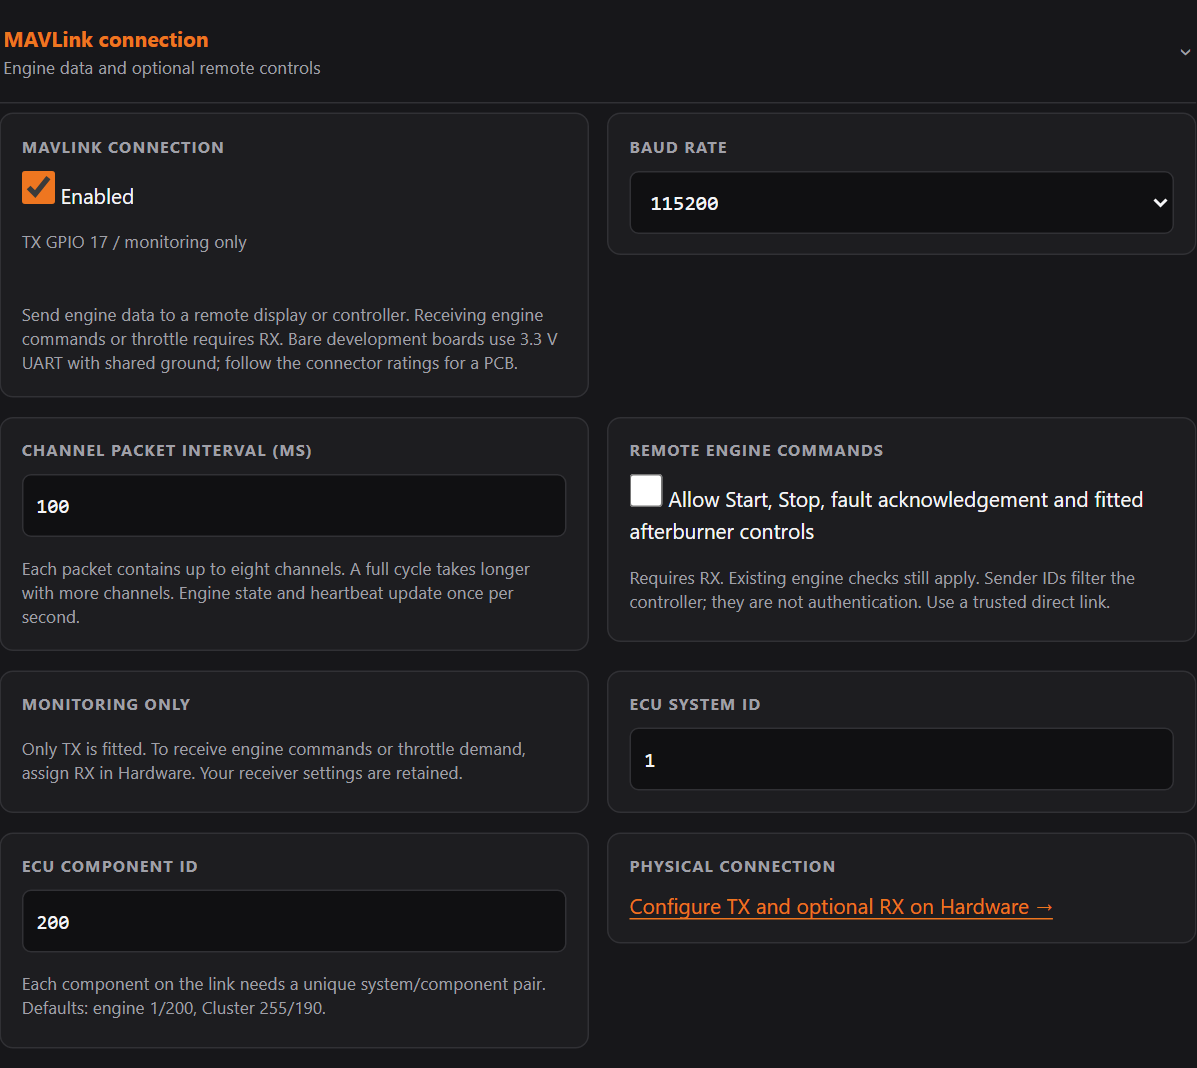 MAVLink connection
Engine data and optional remote controls
MAVLINK CONNECTION
Enabled
TX GPIO 17 / monitoring only
Send engine data to a remote display or controller. Receiving engine
commands or throttle requires RX. Bare development boards use 3.3 V
UART with shared ground; follow the connector ratings for a PCB.
BAUD RATE
115200
CHANNEL PACKET INTERVAL (MS)
100
Each packet contains up to eight channels. A full cycle takes longer
with more channels. Engine state and heartbeat update once per
second.
REMOTE ENGINE COMMANDS
Allow Start, Stop, fault acknowledgement and fitted
afterburner controls
Requires RX. Existing engine checks still apply. Sender IDs filter the
controller; they are not authentication. Use a trusted direct link.
MONITORING ONLY
Only TX is fitted. To receive engine commands or throttle demand,
assign RX in Hardware. Your receiver settings are retained.
ECU SYSTEM ID
1
ECU COMPONENT ID
200
Each component on the link needs a unique system/component pair.
Defaults: engine 1/200, Cluster 255/190.
PHYSICAL CONNECTION
Configure TX and optional RX on Hardware →